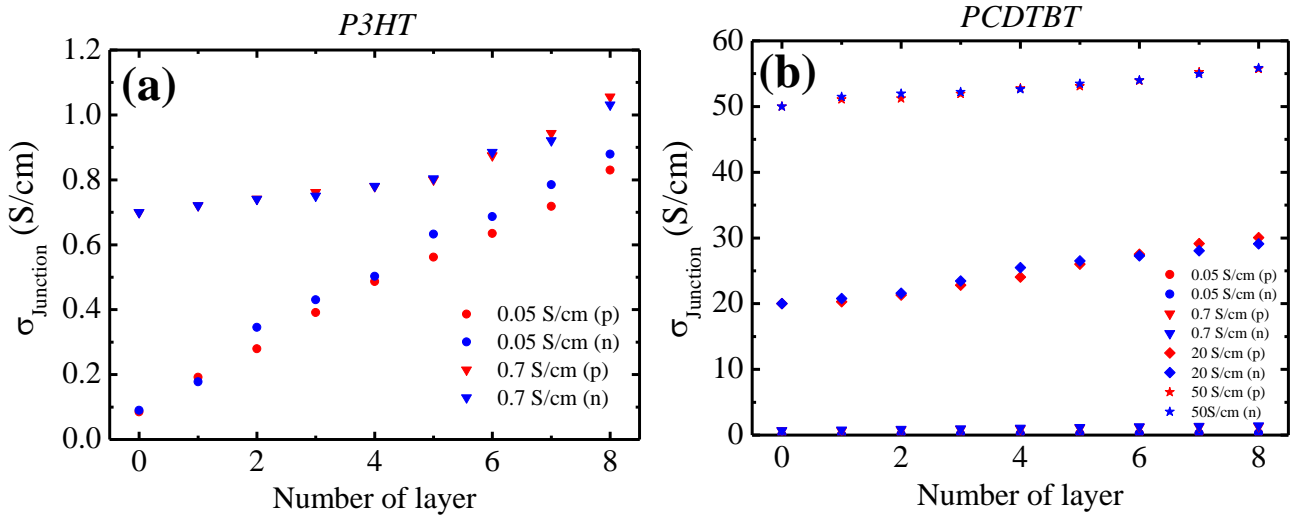 P3HT
(a)
σJunction (S/cm)
1.2
1.0
0.8
0.6
0.4
0.2
0.0
0 2 4 6 8
Number of layer
0.05 S/cm (p)
0.05 S/cm (n)
0.7 S/cm (p)
0.7 S/cm (n)
PCDTBT
(b)
σJunction (S/cm)
60
50
40
30
20
10
0
0 2 4 6 8
Number of layer
0.05 S/cm (p)
0.05 S/cm (n)
0.7 S/cm (p)
0.7 S/cm (n)
20 S/cm (p)
20 S/cm (n)
50 S/cm (p)
50S/cm (n)